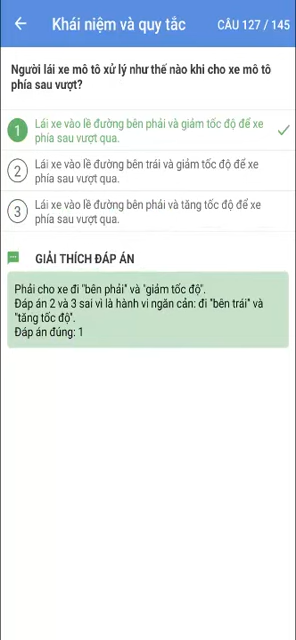 Khái niệm và quy tắc CÂU 127 / 145
Người lái xe mô tô xử lý như thế nào khi cho xe mô tô
phía sau vượt?
1 Lái xe vào lề đường bên phải và giảm tốc độ để xe
phía sau vượt qua.
2 Lái xe vào lề đường bên trái và giảm tốc độ để xe
phía sau vượt qua.
3 Lái xe vào lề đường bên phải và tăng tốc độ để xe
phía sau vượt qua.
GIẢI THÍCH ĐÁP ÁN
Phải cho xe đi "bên phải" và "giảm tốc độ".
Đáp án 2 và 3 sai vì là hành vi ngăn cản: đi "bên trái" và
"tăng tốc độ".
Đáp án đúng: 1